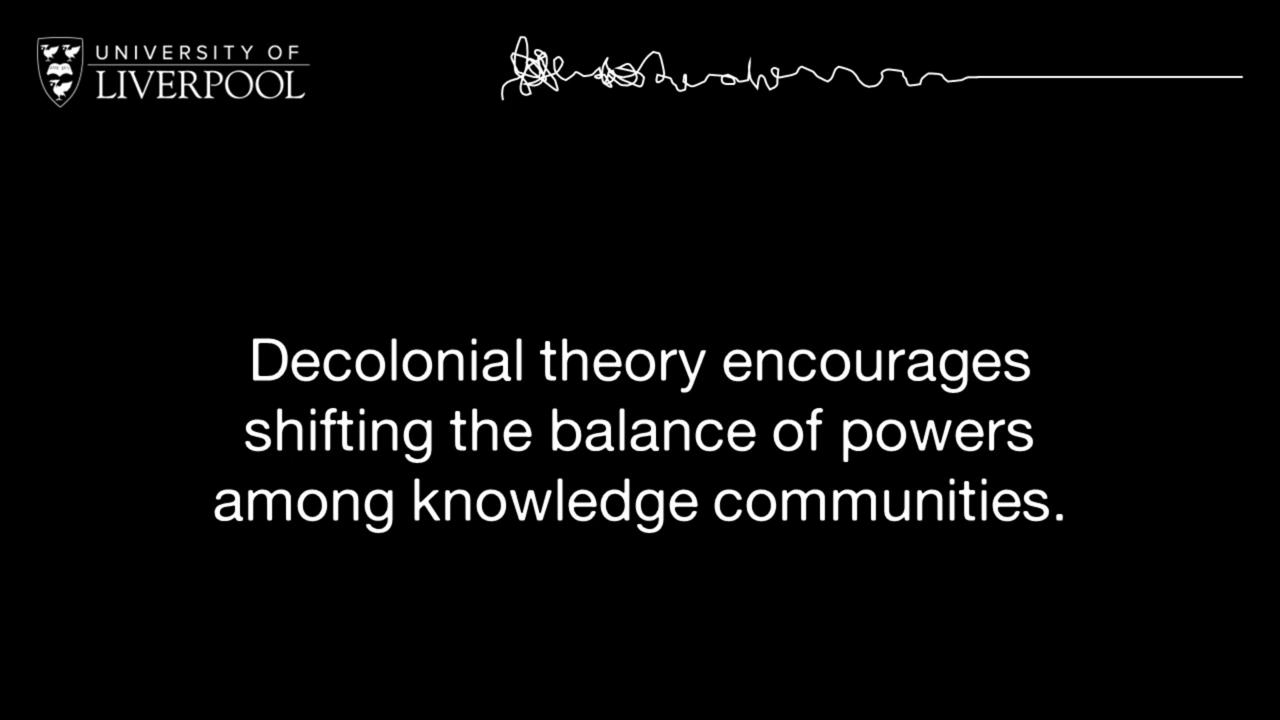 UNIVERSITY OF
LIVERPOOL
Decolonial theory encourages
shifting the balance of powers
among knowledge communities.